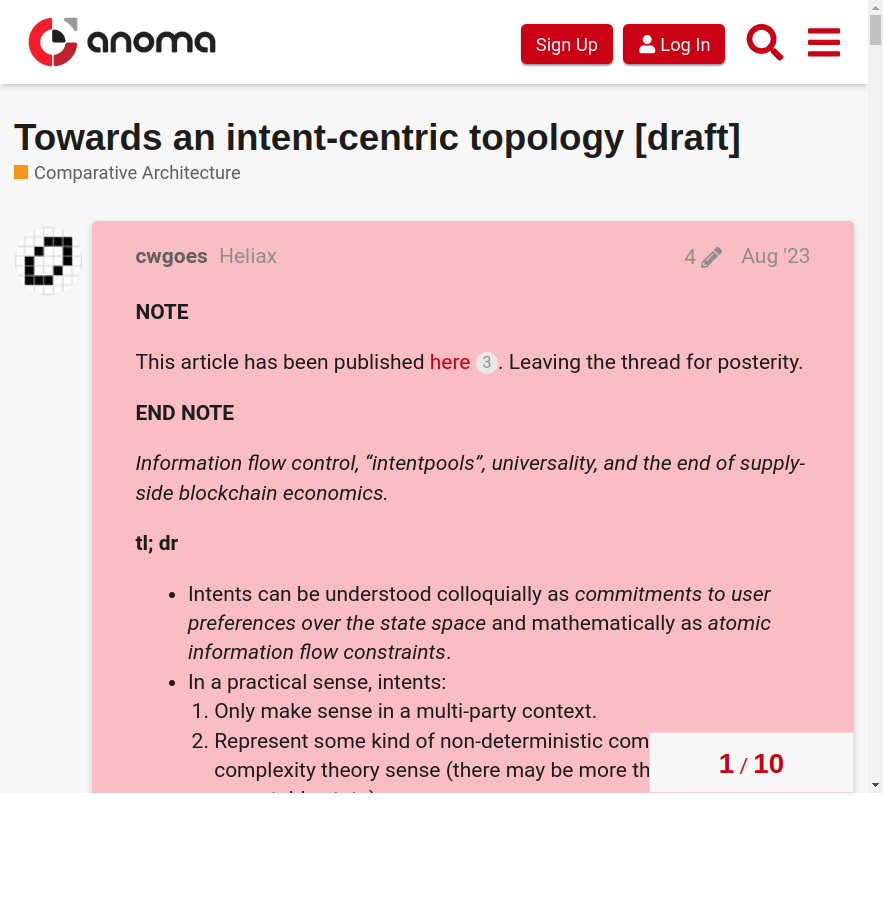 anoma
Sign Up
Log In
Towards an intent-centric topology [draft]
Comparative Architecture
cwgoes Heliax 4 Aug '23
NOTE
This article has been published here 3. Leaving the thread for posterity.
END NOTE
Information flow control, “intentpools”, universality, and the end of supply-
side blockchain economics.
tl; dr
• Intents can be understood colloquially as commitments to user
preferences over the state space and mathematically as atomic
information flow constraints.
• In a practical sense, intents:
1. Only make sense in a multi-party context.
2. Represent some kind of non-deterministic com
complexity theory sense (there may be more th
1 / 10